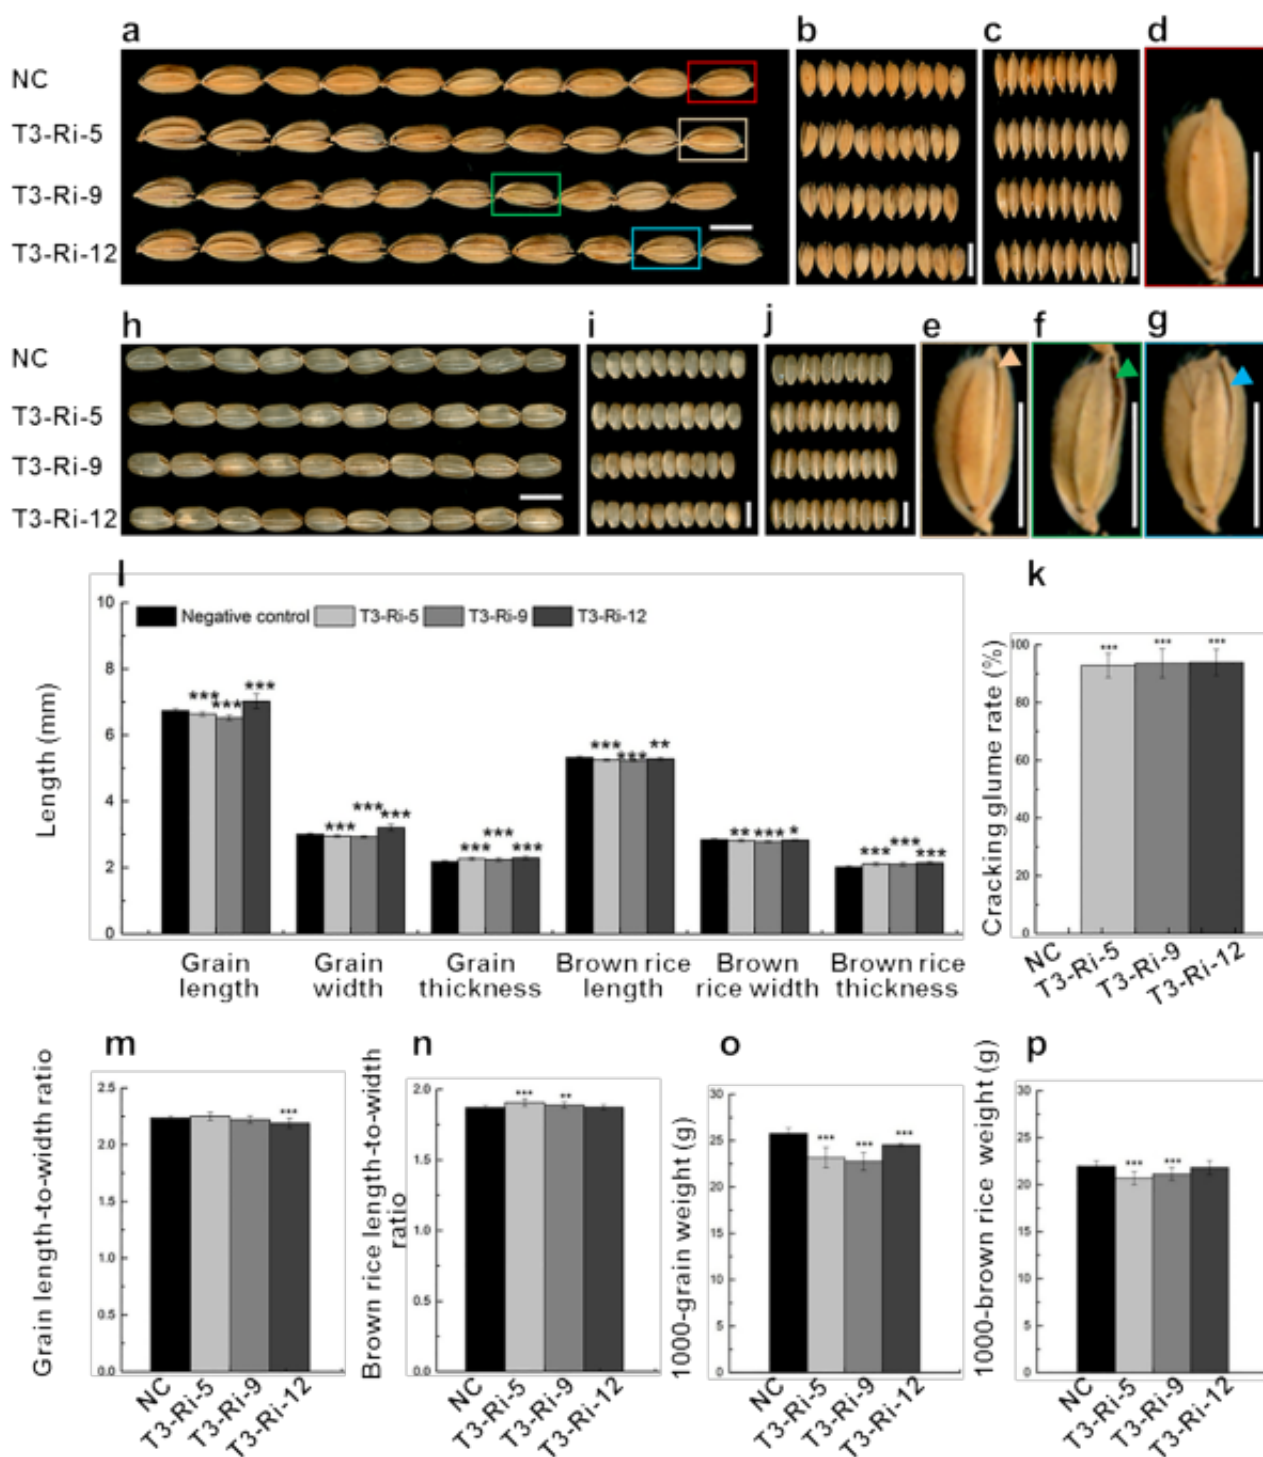 a b c d
NC
T3-Ri-5
T3-Ri-9
T3-Ri-12
h i j e f g
NC
T3-Ri-5
T3-Ri-9
T3-Ri-12
l
Length (mm)
10
8
6
4
2
0
Negative control T3-Ri-5 T3-Ri-9 T3-Ri-12
*** *** ***
*** *** ***
*** *** ***
*** *** **
** *** *
*** *** ***
Grain length
Grain width
Grain thickness
Brown rice length
Brown rice width
Brown rice thickness
k
Cracking glume rate (%)
100
80
60
40
20
0
*** *** ***
NC T3-Ri-5 T3-Ri-9 T3-Ri-12
m
Grain length-to-width ratio
2.5
2.0
1.5
1.0
0.5
0.0
***
NC T3-Ri-5 T3-Ri-9 T3-Ri-12
n
Brown rice length-to-width
ratio
2.0
1.5
1.0
0.5
0.0
*** **
NC T3-Ri-5 T3-Ri-9 T3-Ri-12
o
1000-grain weight (g)
30
25
20
15
10
5
0
*** *** ***
NC T3-Ri-5 T3-Ri-9 T3-Ri-12
p
1000-brown rice weight (g)
30
25
20
15
10
5
0
*** ***
NC T3-Ri-5 T3-Ri-9 T3-Ri-12